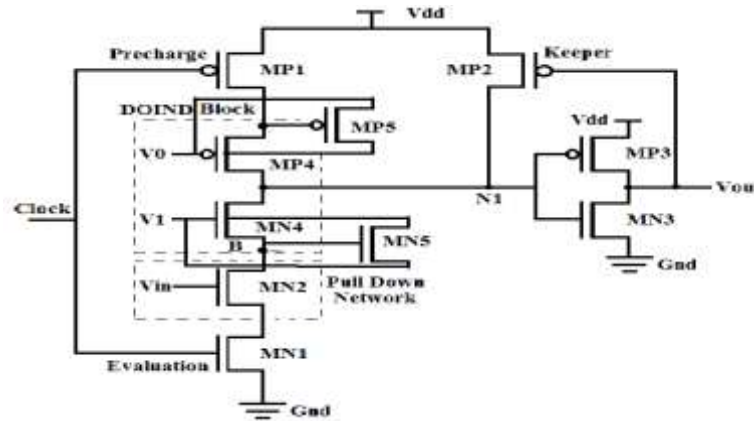 Vdd
Precharge
MP1
MP2
Keeper
DOIND Block
MP5
Vdd
V0
MP4
MP3
Clock
N1
Vou
V1
MN4
MN3
B
MN5
Gnd
Vin
MN2
Pull Down
Network
MN1
Evaluation
Gnd